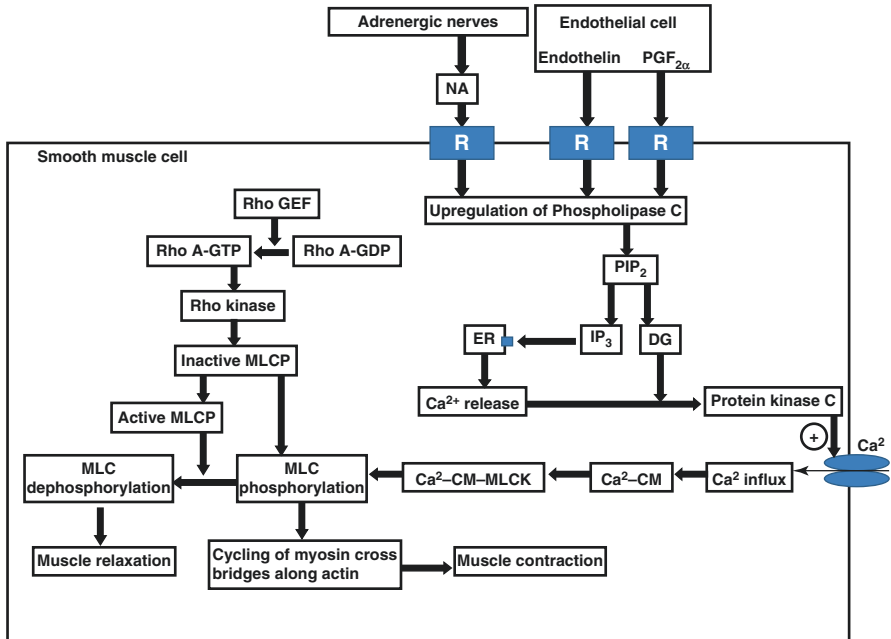 Adrenergic nerves
Endothelial cell
Endothelin PGF2α
NA
R R R
Smooth muscle cell
Rho GEF
Upregulation of Phospholipase C
Rho A-GTP Rho A-GDP
PIP2
Rho kinase
ER IP3 DG
Inactive MLCP
Active MLCP
Ca2+ release
Protein kinase C
+
Ca2
MLC
dephosphorylation
MLC
phosphorylation
Ca2–CM–MLCK
Ca2–CM
Ca2 influx
Muscle relaxation
Cycling of myosin cross
bridges along actin
Muscle contraction